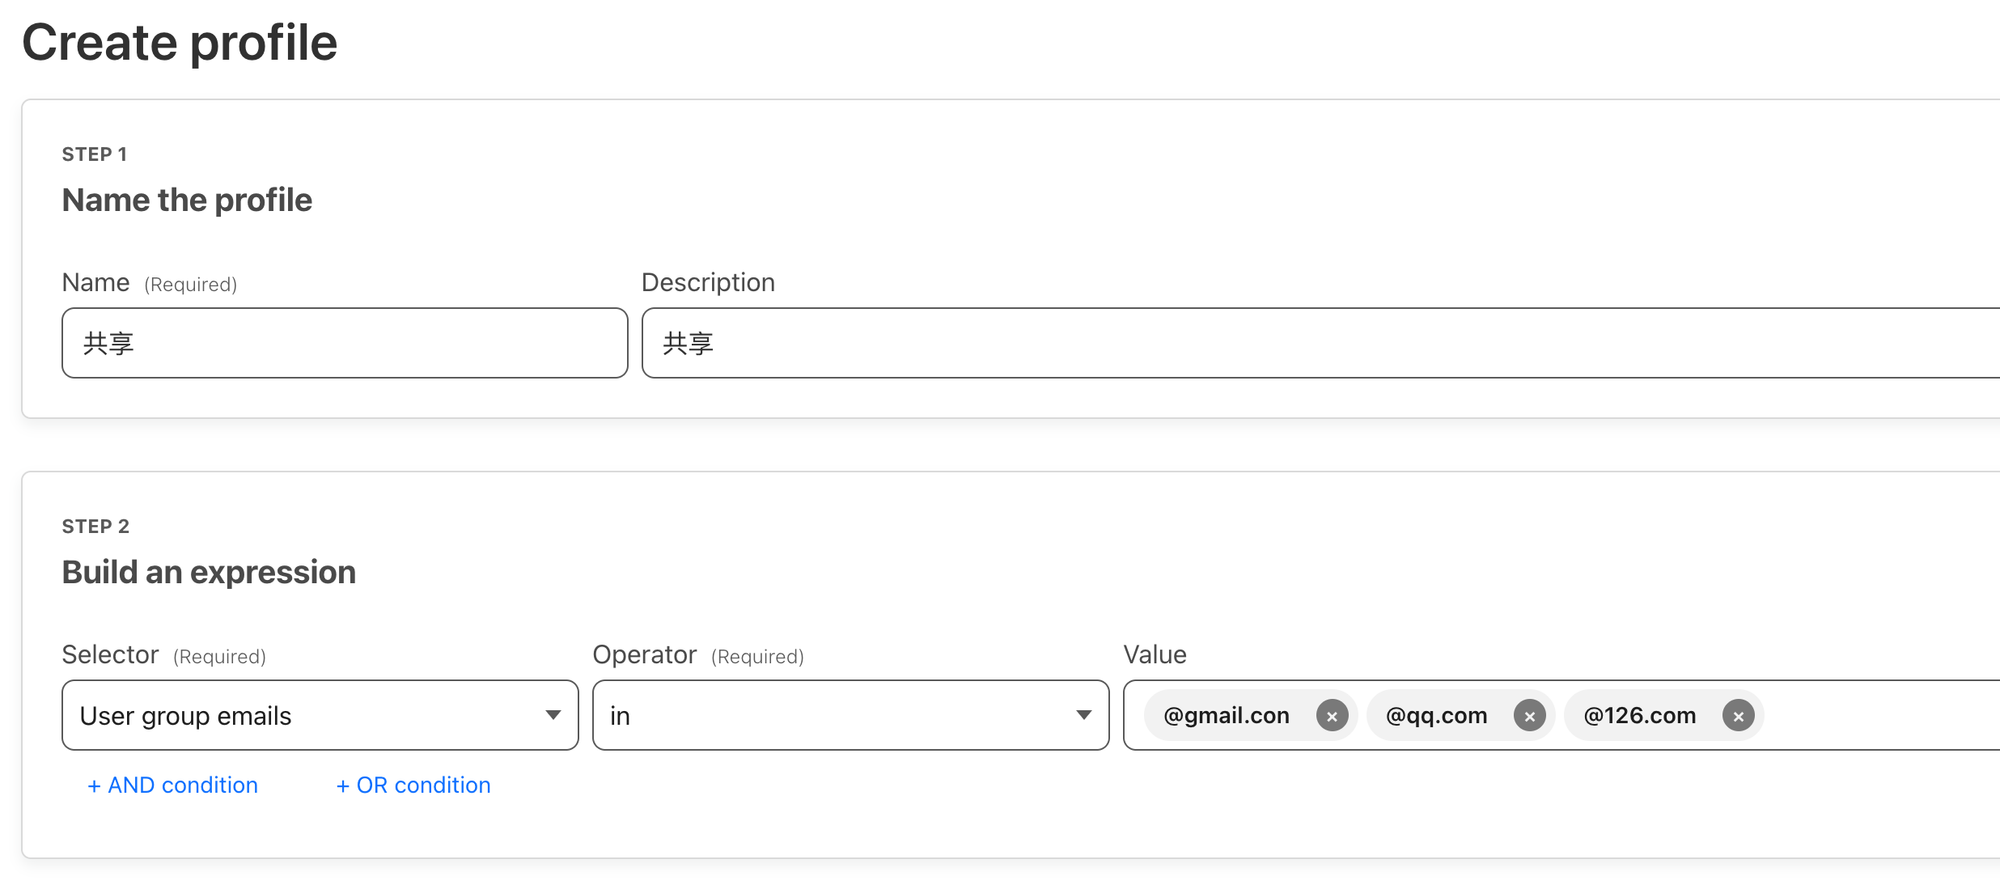 Create profile
STEP 1
Name the profile
Name (Required) Description
共享 共享
STEP 2
Build an expression
Selector (Required) Operator (Required) Value
User group emails in @gmail.con @qq.com @126.com
+ AND condition + OR condition